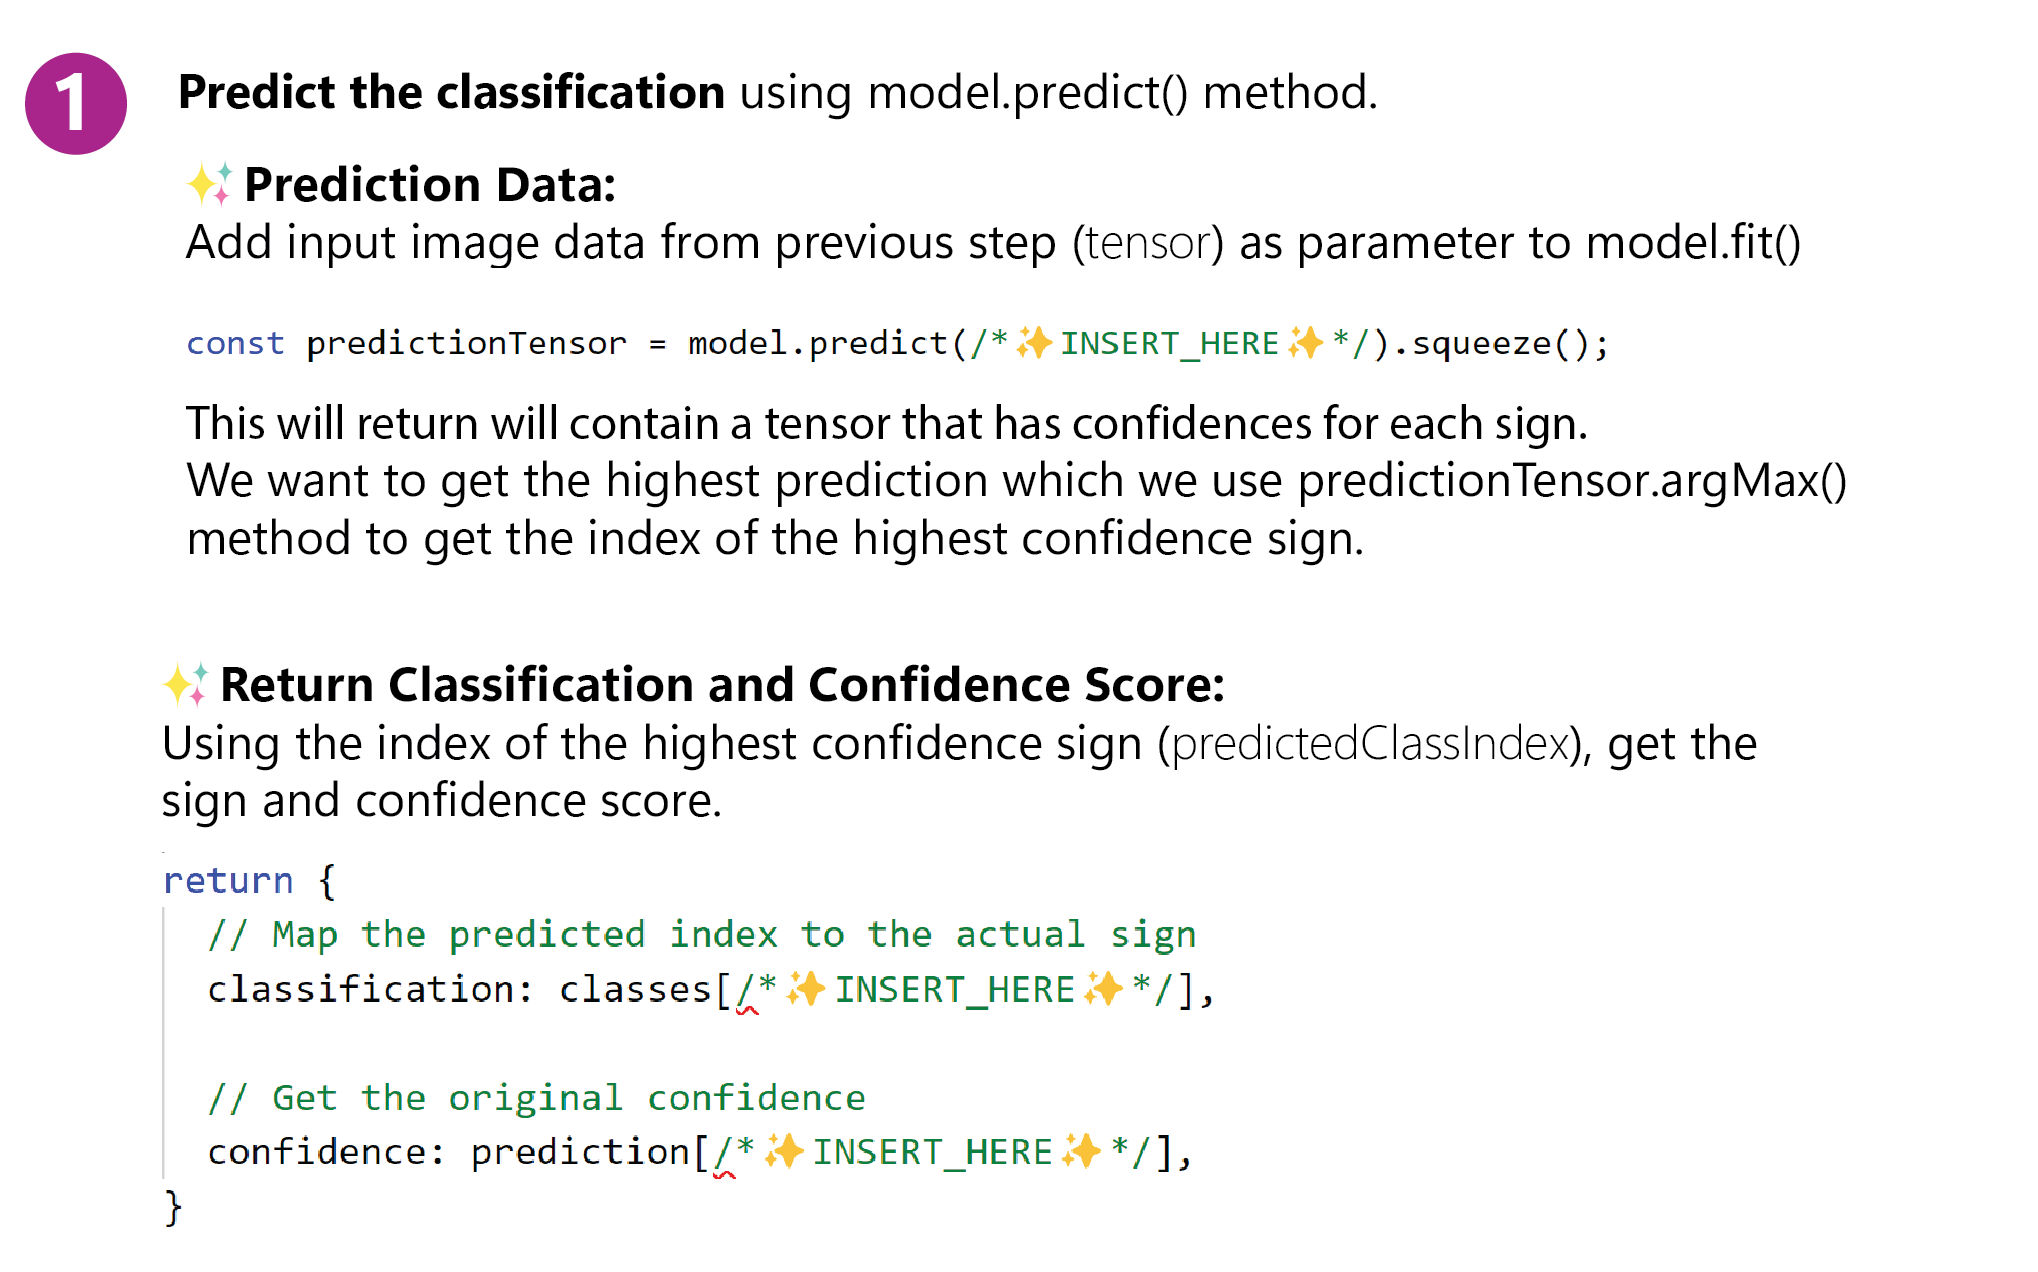 1
Predict the classification using model.predict() method.
✨ Prediction Data:
Add input image data from previous step (tensor) as parameter to model.fit()
const predictionTensor = model.predict(/*✨INSERT_HERE✨*/).squeeze();
This will return will contain a tensor that has confidences for each sign.
We want to get the highest prediction which we use predictionTensor.argMax()
method to get the index of the highest confidence sign.
✨ Return Classification and Confidence Score:
Using the index of the highest confidence sign (predictedClassIndex), get the
sign and confidence score.
return {
// Map the predicted index to the actual sign
classification: classes[/*✨INSERT_HERE✨*/],
// Get the original confidence
confidence: prediction[/*✨INSERT_HERE✨*/],
}